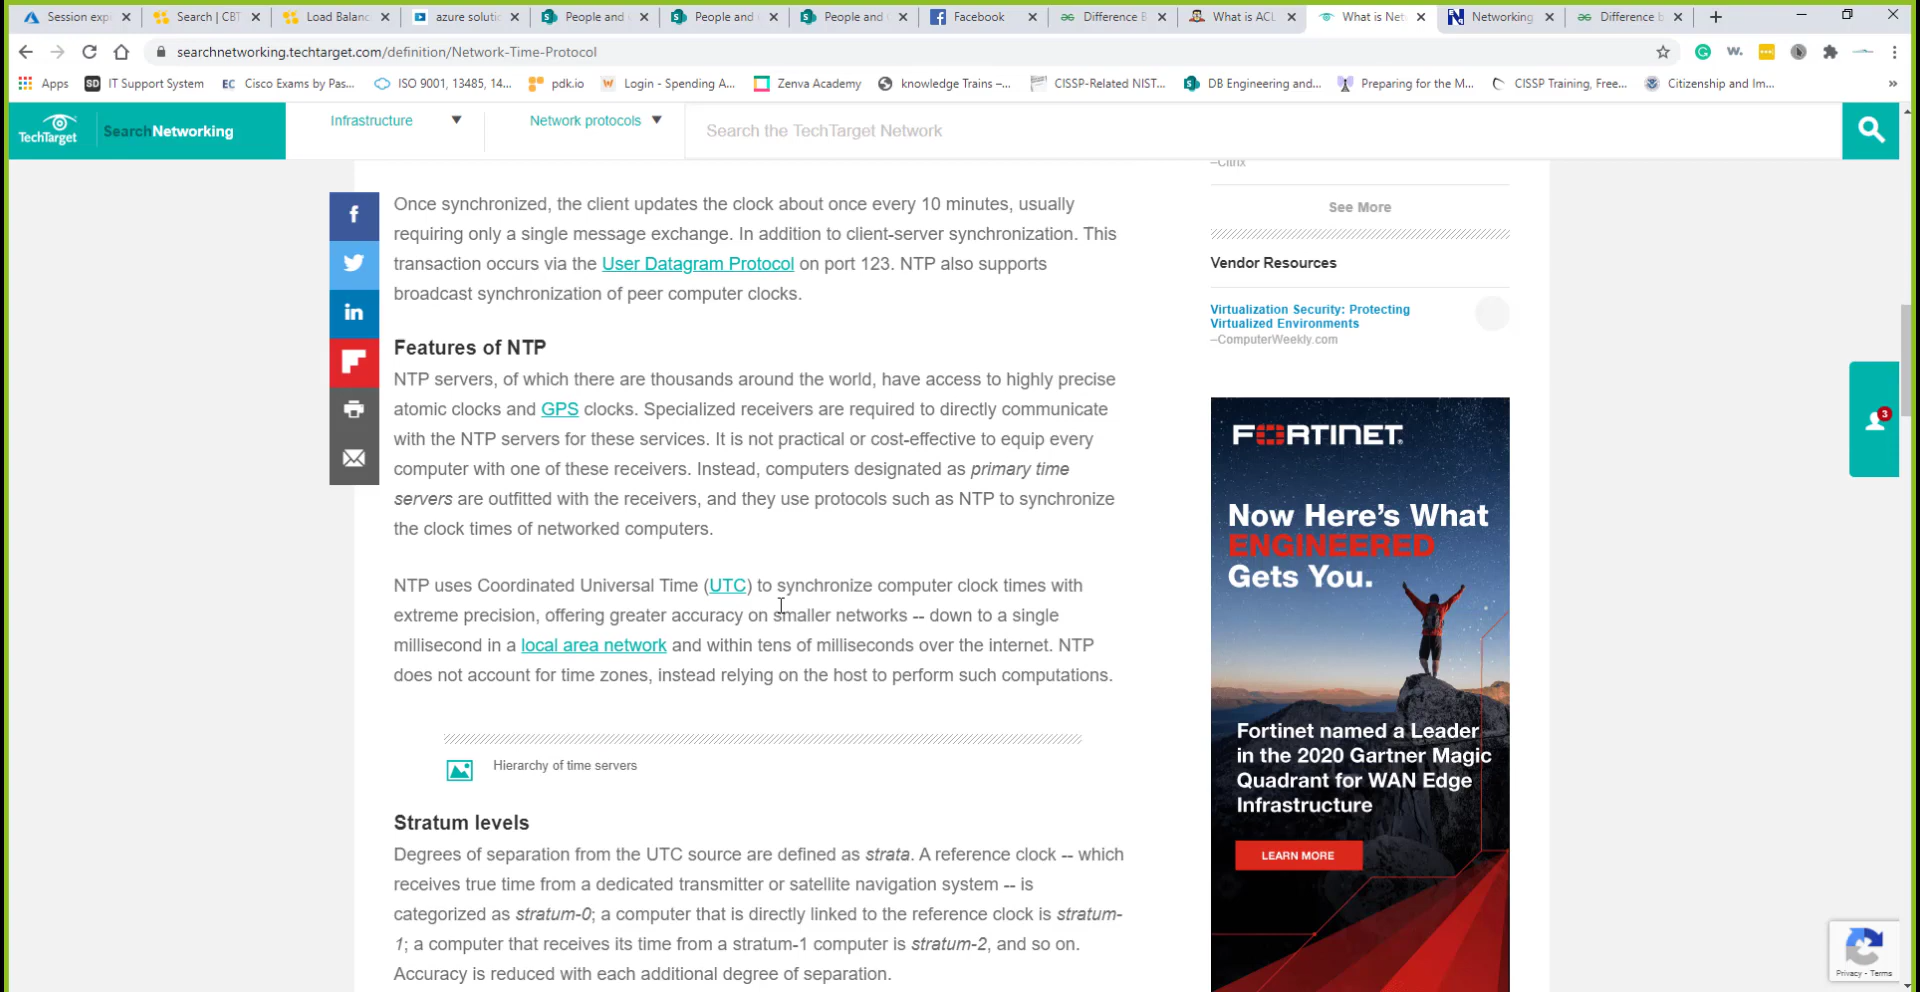 Session exp
Search | CBT
Load Balanc
azure soluti
People and
People and
People and
Facebook
Difference B
What is ACL
What is Net
Networking
Difference b
searchnetworking.techtarget.com/definition/Network-Time-Protocol
Apps
SD IT Support System
EC Cisco Exams by Pas...
ISO 9001, 13485, 14...
pdk.io
Login - Spending A...
Zenva Academy
knowledge Trains –...
CISSP-Related NIST...
DB Engineering and...
Preparing for the M...
CISSP Training, Free...
Citizenship and Im...
TechTarget
SearchNetworking
Infrastructure
Network protocols
Search the TechTarget Network
Once synchronized, the client updates the clock about once every 10 minutes, usually
requiring only a single message exchange. In addition to client-server synchronization. This
transaction occurs via the User Datagram Protocol on port 123. NTP also supports
broadcast synchronization of peer computer clocks.
Features of NTP
NTP servers, of which there are thousands around the world, have access to highly precise
atomic clocks and GPS clocks. Specialized receivers are required to directly communicate
with the NTP servers for these services. It is not practical or cost-effective to equip every
computer with one of these receivers. Instead, computers designated as primary time
servers are outfitted with the receivers, and they use protocols such as NTP to synchronize
the clock times of networked computers.
NTP uses Coordinated Universal Time (UTC) to synchronize computer clock times with
extreme precision, offering greater accuracy on smaller networks -- down to a single
millisecond in a local area network and within tens of milliseconds over the internet. NTP
does not account for time zones, instead relying on the host to perform such computations.
Hierarchy of time servers
Stratum levels
Degrees of separation from the UTC source are defined as strata. A reference clock -- which
receives true time from a dedicated transmitter or satellite navigation system -- is
categorized as stratum-0; a computer that is directly linked to the reference clock is stratum-
1; a computer that receives its time from a stratum-1 computer is stratum-2, and so on.
Accuracy is reduced with each additional degree of separation.
–Citrix
See More
Vendor Resources
Virtualization Security: Protecting
Virtualized Environments
–ComputerWeekly.com
FORTINET
Now Here's What
ENGINEERED
Gets You.
Fortinet named a Leader
in the 2020 Gartner Magic
Quadrant for WAN Edge
Infrastructure
LEARN MORE
3
Privacy - Terms